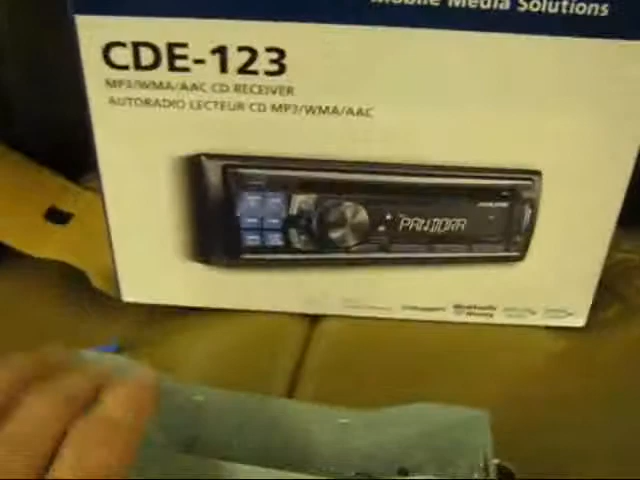 Mobile Media Solutions
CDE-123
MP3/WMA/AAC CD RECEIVER
AUTORADIO LECTEUR CD MP3/WMA/AAC
PANDORA